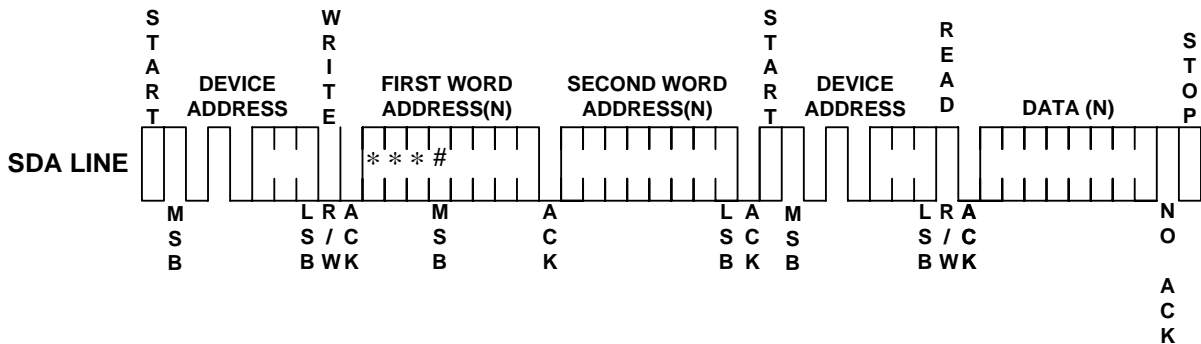 START
WRITE
START
READ
STOP
DEVICE
ADDRESS
FIRST WORD
ADDRESS(N)
SECOND WORD
ADDRESS(N)
DEVICE
ADDRESS
DATA (N)
SDA LINE
* * * #
MSB
LSB
R/W
ACK
MSB
ACK
LSB
ACK
MSB
LSB
R/W
ACK
NO ACK